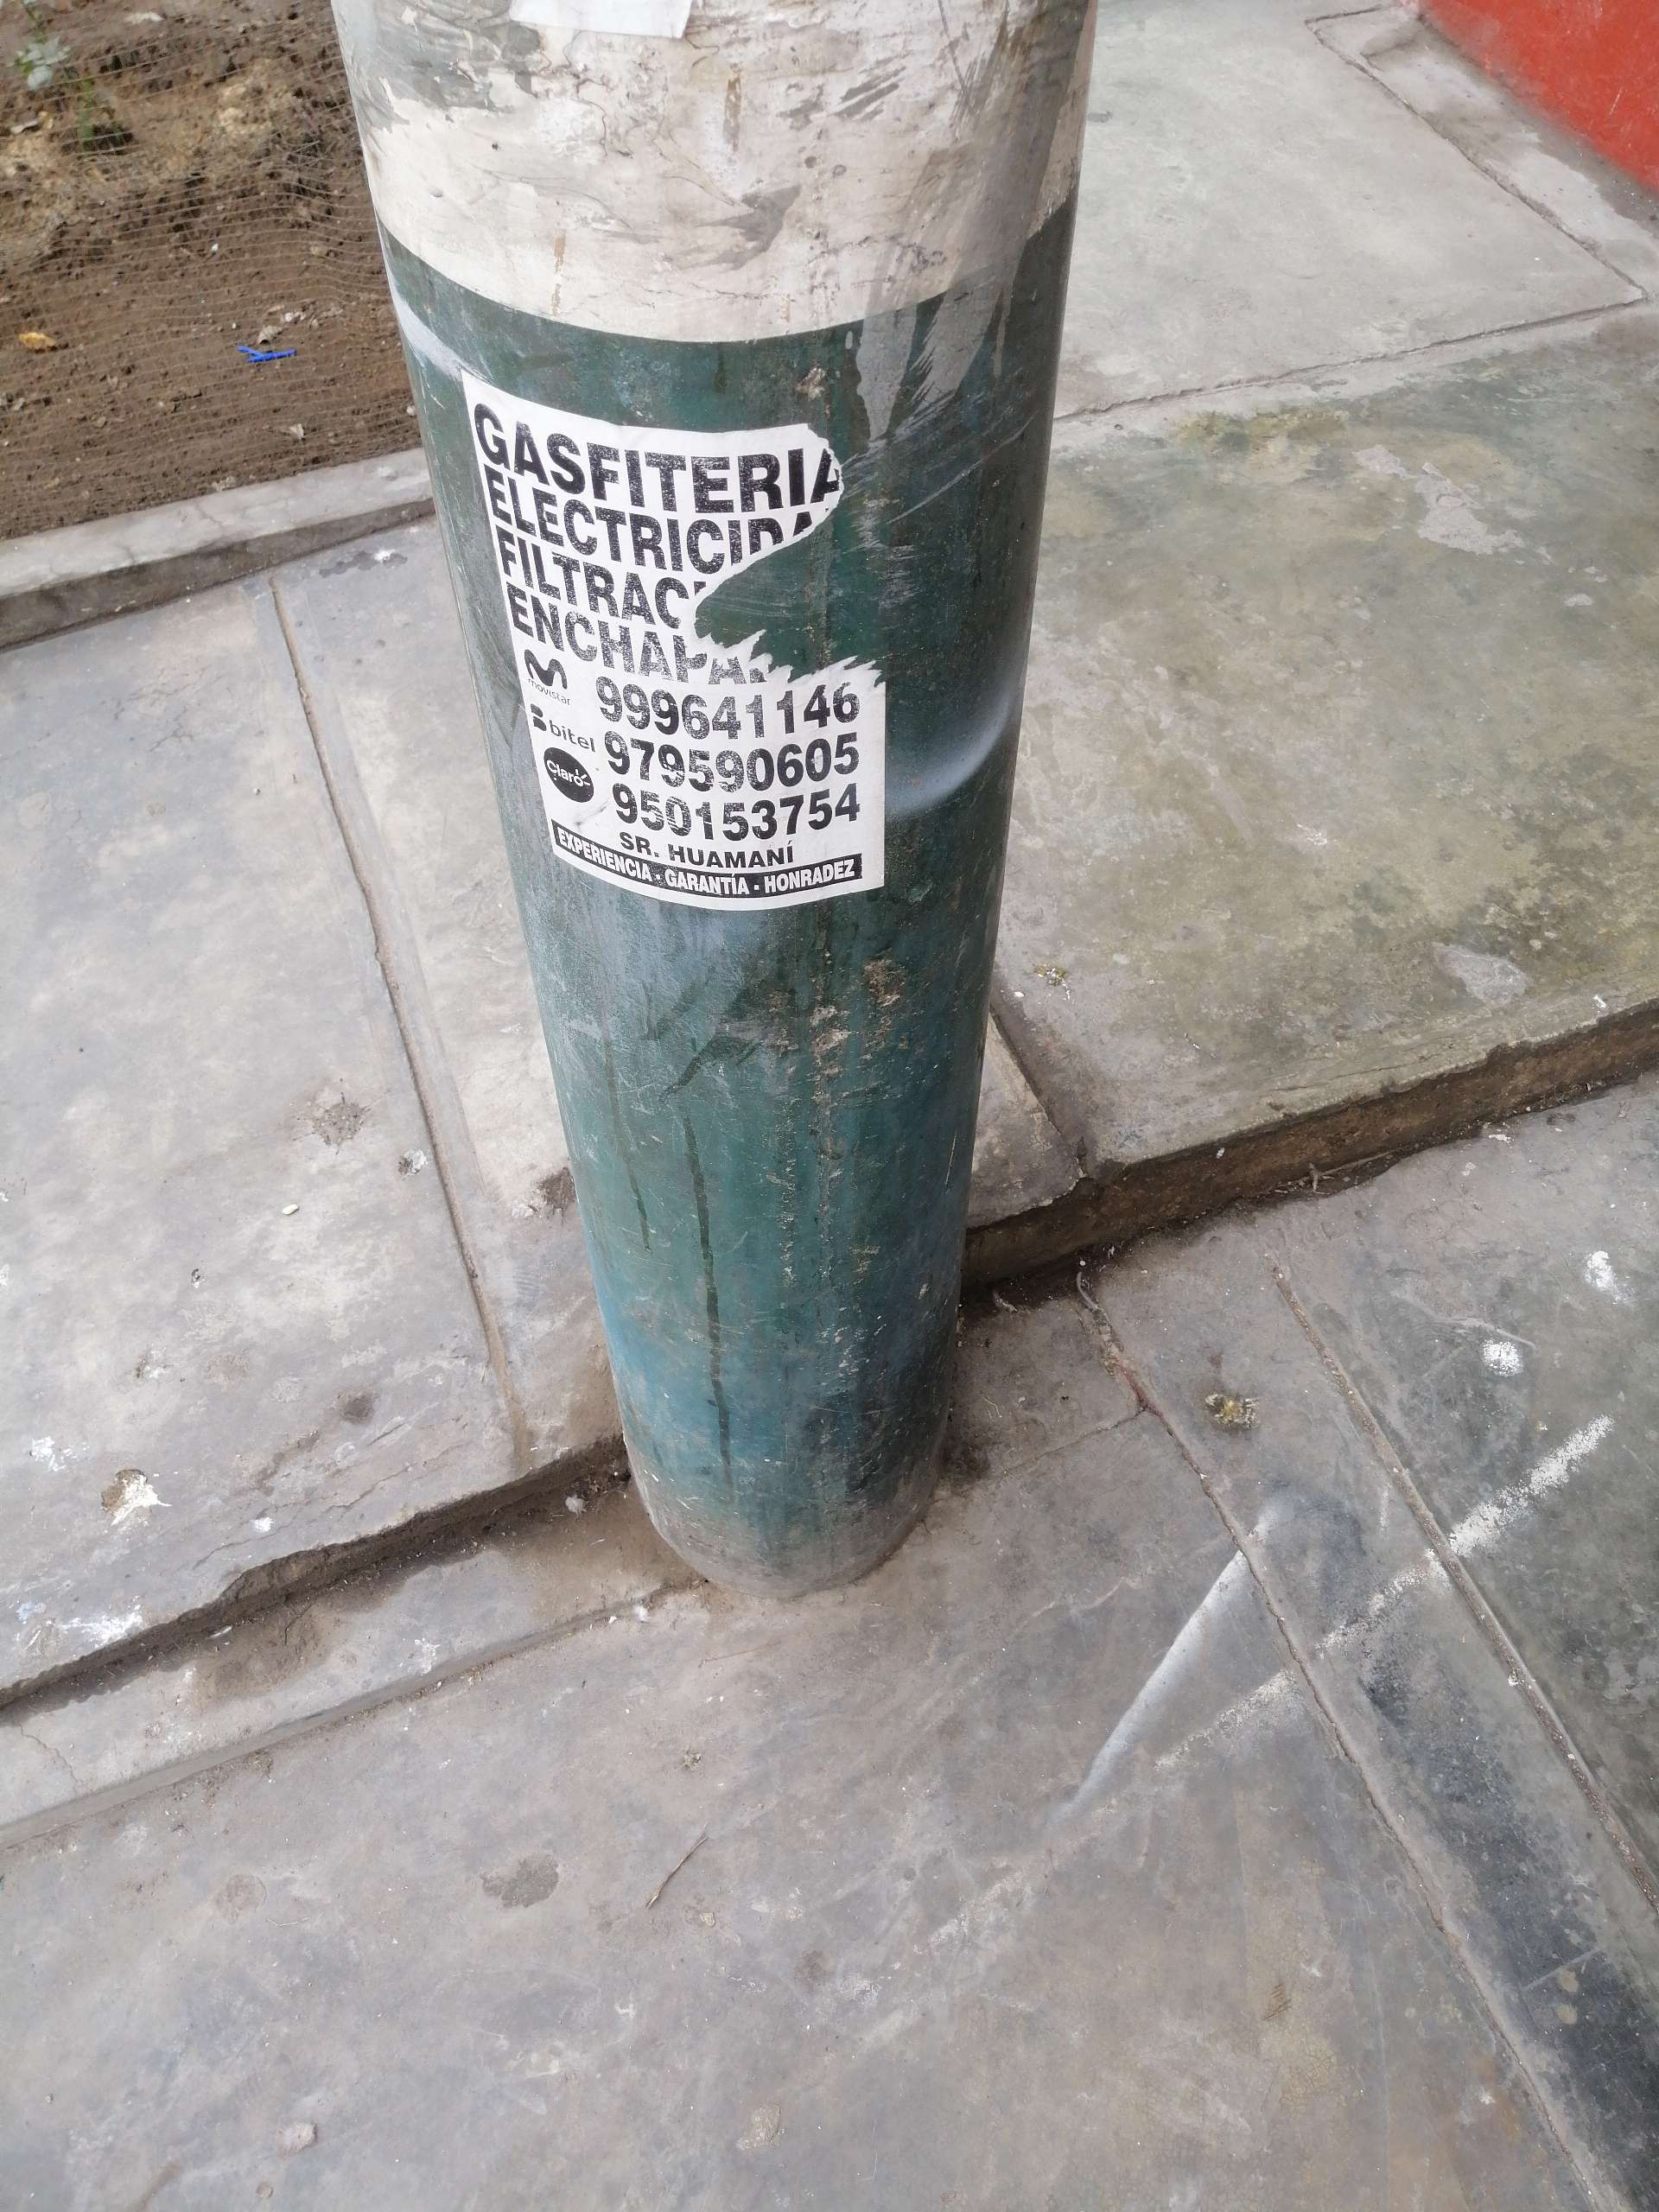 GASFITERIA
ELECTRICIDA
FILTRAC
ENCHAPA
movistar 999641146
bitel 979590605
Claro 950153754
SR. HUAMANÍ
EXPERIENCIA - GARANTÍA - HONRADEZ